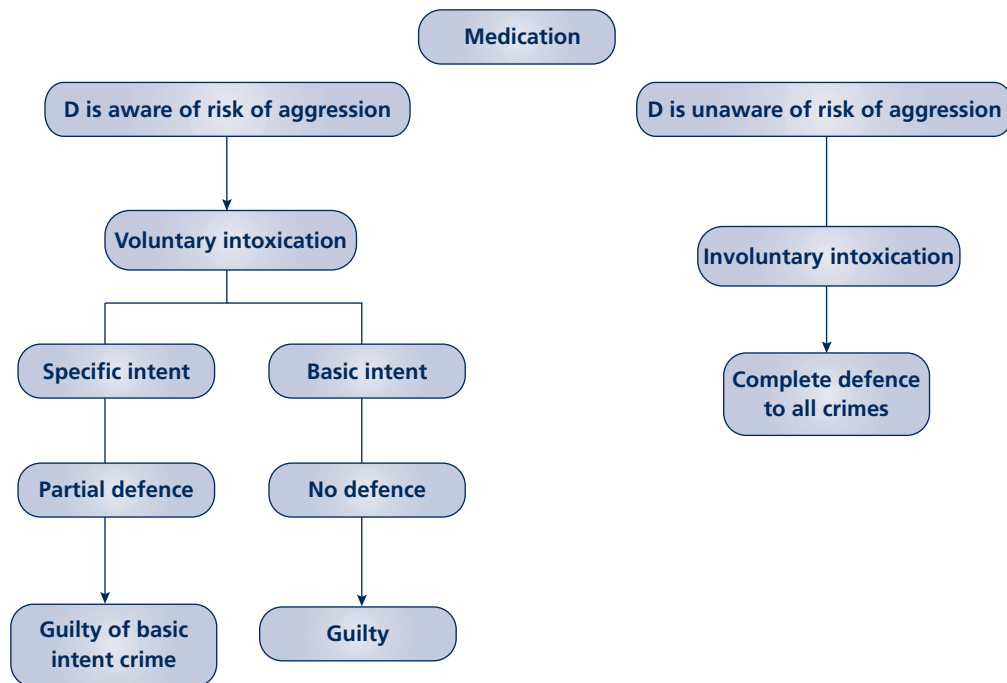 Medication
D is aware of risk of aggression
D is unaware of risk of aggression
Voluntary intoxication
Involuntary intoxication
Specific intent
Basic intent
Complete defence
to all crimes
Partial defence
No defence
Guilty of basic
intent crime
Guilty